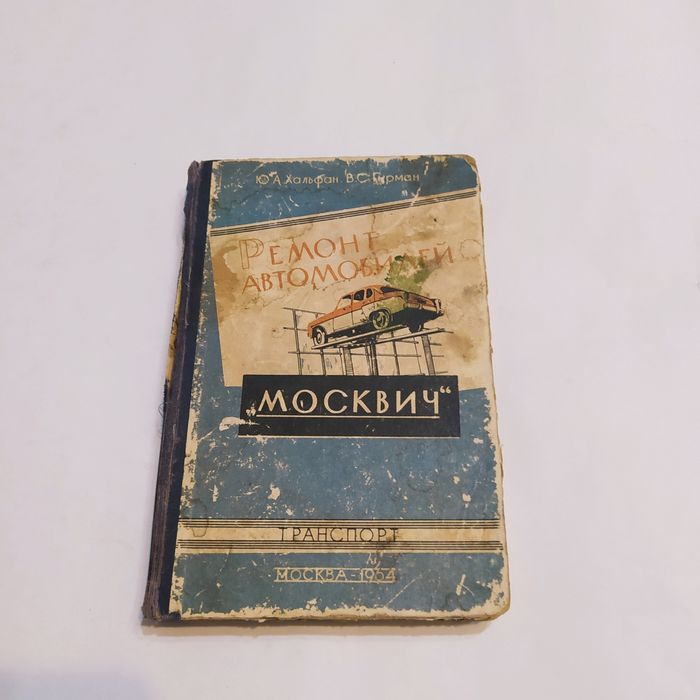 Ю.А.Хальфан. В.С.Гурман
РЕМОНТ
АВТОМОБИЛЕЙ
„МОСКВИЧ“
ТРАНСПОРТ
МОСКВА-1964